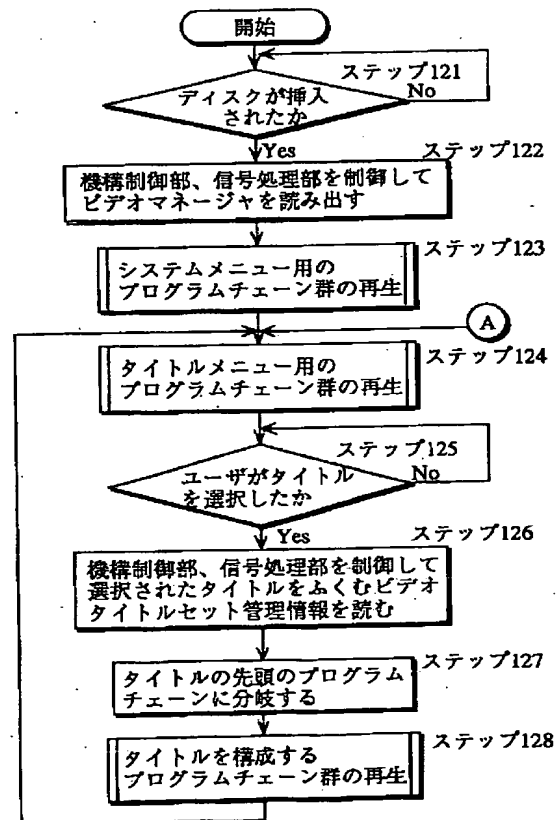 開始
ステップ121
ディスクが挿入
されたか
No
Yes
ステップ122
機構制御部、信号処理部を制御して
ビデオマネージャを読み出す
ステップ123
システムメニュー用の
プログラムチェーン群の再生
A
ステップ124
タイトルメニュー用の
プログラムチェーン群の再生
ステップ125
ユーザがタイトル
を選択したか
No
Yes
ステップ126
機構制御部、信号処理部を制御して
選択されたタイトルをふくむビデオ
タイトルセット管理情報を読む
ステップ127
タイトルの先頭のプログラム
チェーンに分岐する
ステップ128
タイトルを構成する
プログラムチェーン群の再生